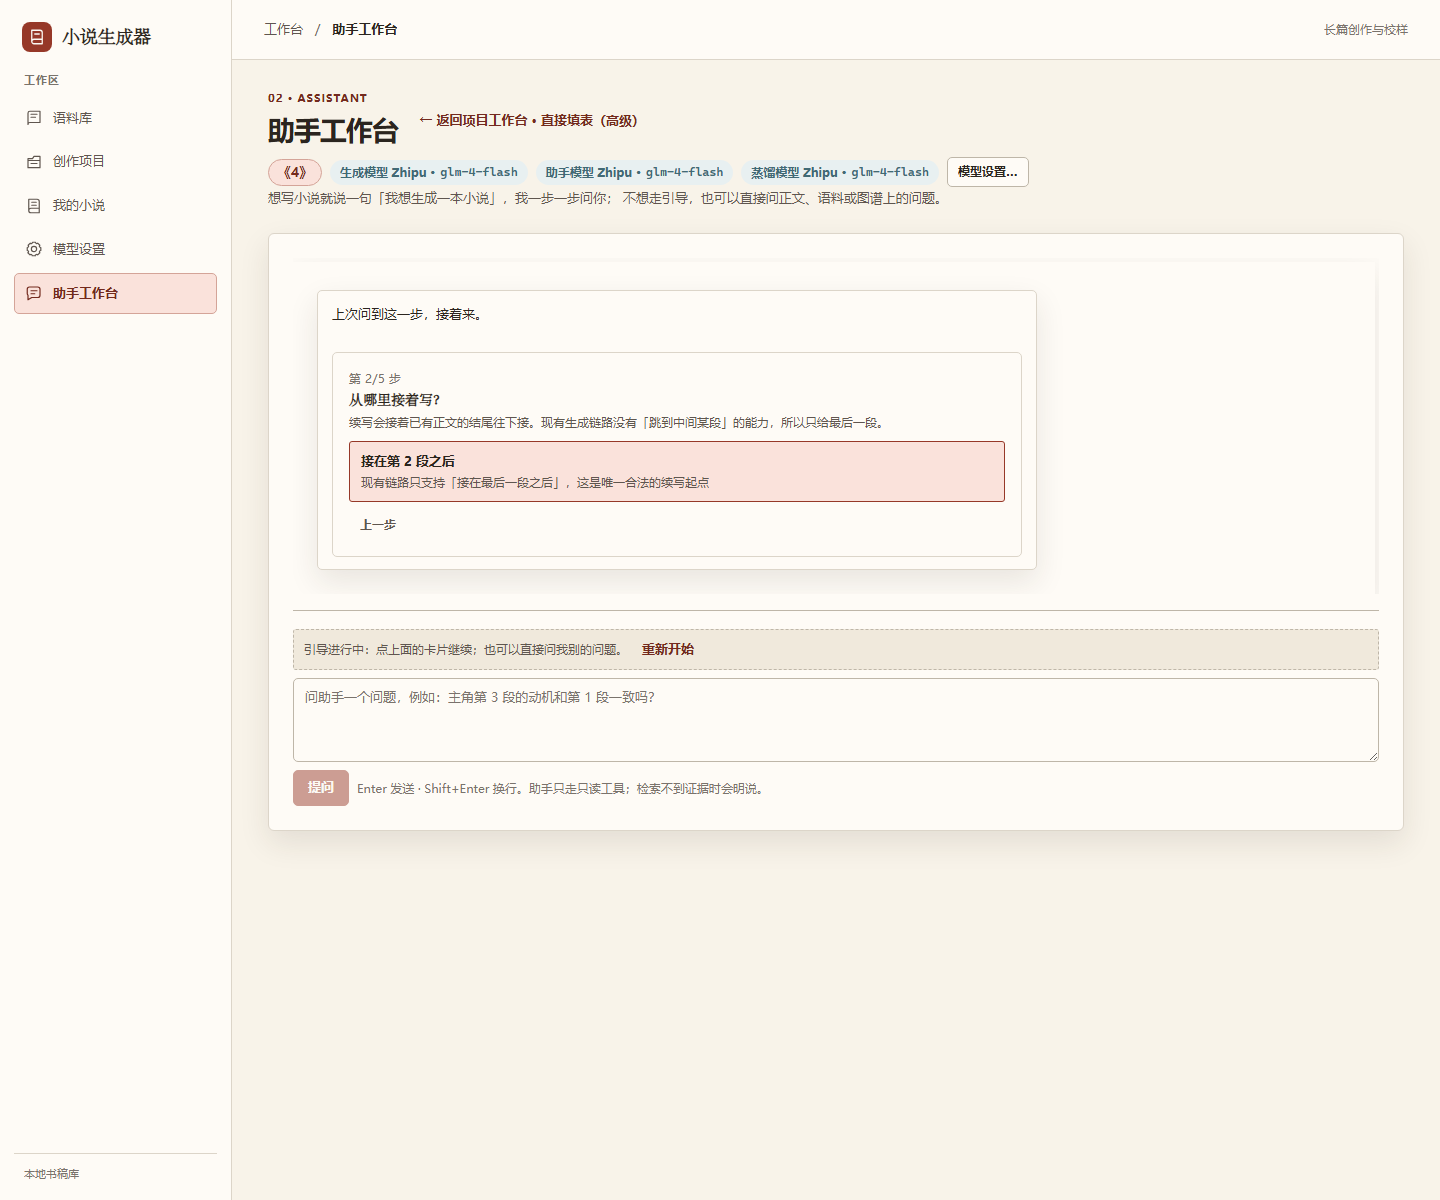 小说生成器
工作区
语料库
创作项目
我的小说
模型设置
助手工作台
本地书稿库
工作台 / 助手工作台
长篇创作与校样
02 • ASSISTANT
助手工作台
← 返回项目工作台 • 直接填表（高级）
《4》
生成模型 Zhipu • glm-4-flash
助手模型 Zhipu • glm-4-flash
蒸馏模型 Zhipu • glm-4-flash
模型设置...
想写小说就说一句「我想生成一本小说」，我一步一步问你； 不想走引导，也可以直接问正文、语料或图谱上的问题。
上次问到这一步，接着来。
第 2/5 步
从哪里接着写?
续写会接着已有正文的结尾往下接。现有生成链路没有「跳到中间某段」的能力，所以只给最后一段。
接在第 2 段之后
现有链路只支持「接在最后一段之后」，这是唯一合法的续写起点
上一步
引导进行中：点上面的卡片继续；也可以直接问我别的问题。 重新开始
问助手一个问题，例如：主角第 3 段的动机和第 1 段一致吗?
提问
Enter 发送 · Shift+Enter 换行。助手只走只读工具；检索不到证据时会明说。